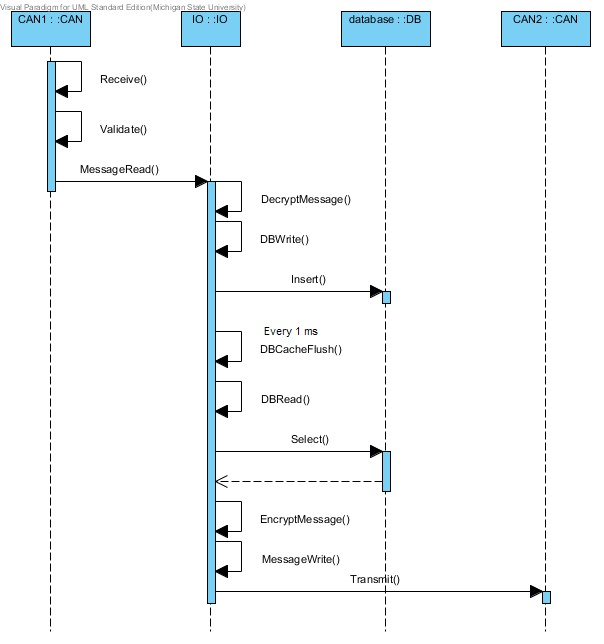 Visual Paradigm for UML Standard Edition(Michigan State University)
CAN1 : :CAN
IO : :IO
database : :DB
CAN2 : :CAN
Receive()
Validate()
MessageRead()
DecryptMessage()
DBWrite()
Insert()
Every 1 ms
DBCacheFlush()
DBRead()
Select()
EncryptMessage()
MessageWrite()
Transmit()